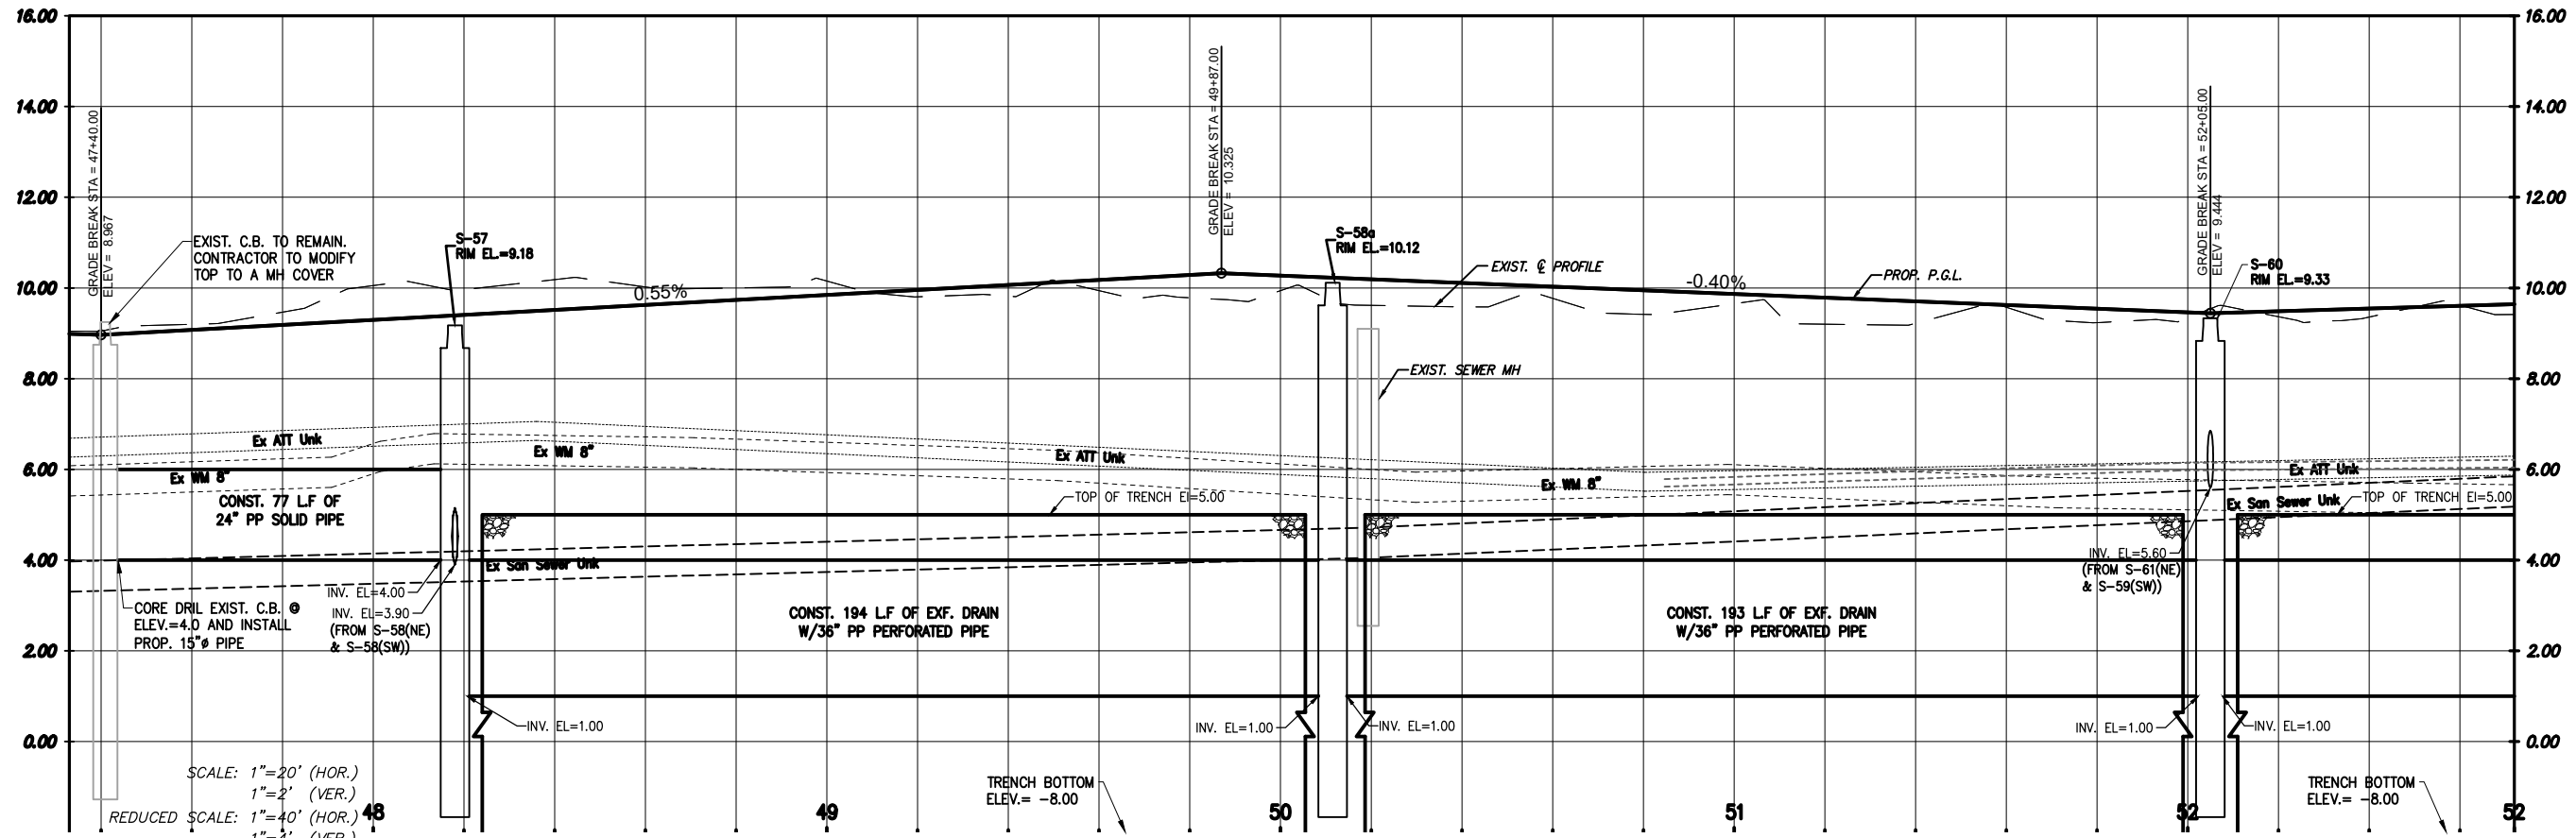 16.00
16.00
14.00
14.00
12.00
12.00
10.00
10.00
8.00
8.00
6.00
6.00
4.00
4.00
2.00
2.00
0.00
0.00
GRADE BREAK STA = 47+40.00
ELEV = 8.967
EXIST. C.B. TO REMAIN.
CONTRACTOR TO MODIFY
TOP TO A MH COVER
S-57
RIM EL.=9.18
0.55%
GRADE BREAK STA = 49+87.00
ELEV = 10.325
S-58a
RIM EL.=10.12
EXIST. ℄ PROFILE
-0.40%
PROP. P.G.L.
GRADE BREAK STA = 52+05.00
ELEV = 9.444
S-60
RIM EL.=9.33
EXIST. SEWER MH
Ex ATT Unk
Ex WM 8"
Ex WM 8"
Ex ATT Unk
Ex WM 8"
Ex ATT Unk
CONST. 77 L.F OF
24" PP SOLID PIPE
TOP OF TRENCH El=5.00
Ex San Sewer Unk
TOP OF TRENCH El=5.00
Ex San Sewer Unk
CORE DRIL EXIST. C.B. @
ELEV.=4.0 AND INSTALL
PROP. 15"ø PIPE
INV. EL=4.00
INV. EL=3.90
(FROM S-58(NE)
& S-58(SW))
CONST. 194 L.F OF EXF. DRAIN
W/36" PP PERFORATED PIPE
CONST. 193 L.F OF EXF. DRAIN
W/36" PP PERFORATED PIPE
INV. EL=5.60
(FROM S-61(NE)
& S-59(SW))
INV. EL=1.00
INV. EL=1.00
INV. EL=1.00
INV. EL=1.00
INV. EL=1.00
SCALE: 1"=20' (HOR.)
1"=2' (VER.)
REDUCED SCALE: 1"=40' (HOR.)
1"=4' (VER.)
TRENCH BOTTOM
ELEV.= -8.00
TRENCH BOTTOM
ELEV.= -8.00
48
49
50
51
52
52